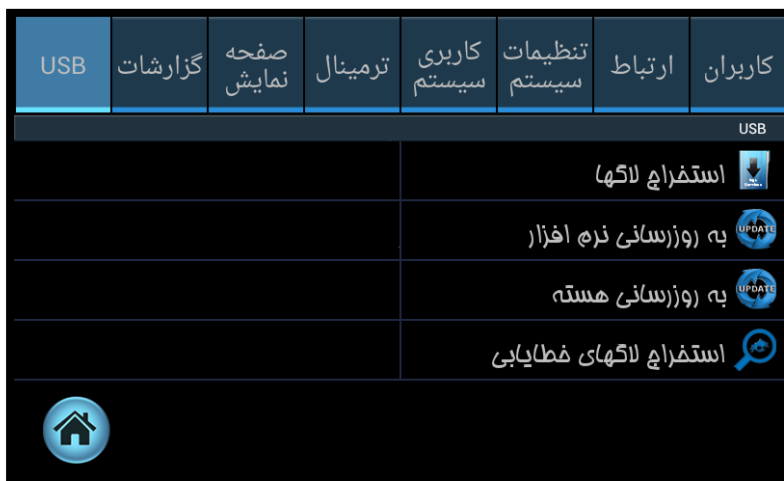 کاربران
ارتباط
تنظیمات
سیستم
کاربری
سیستم
ترمینال
صفحه
نمایش
گزارشات
USB
USB
استخراج لاگها
به روزرسانی نرم افزار
UPDATE
به روزرسانی هسته
UPDATE
استخراج لاگهای خطایابی